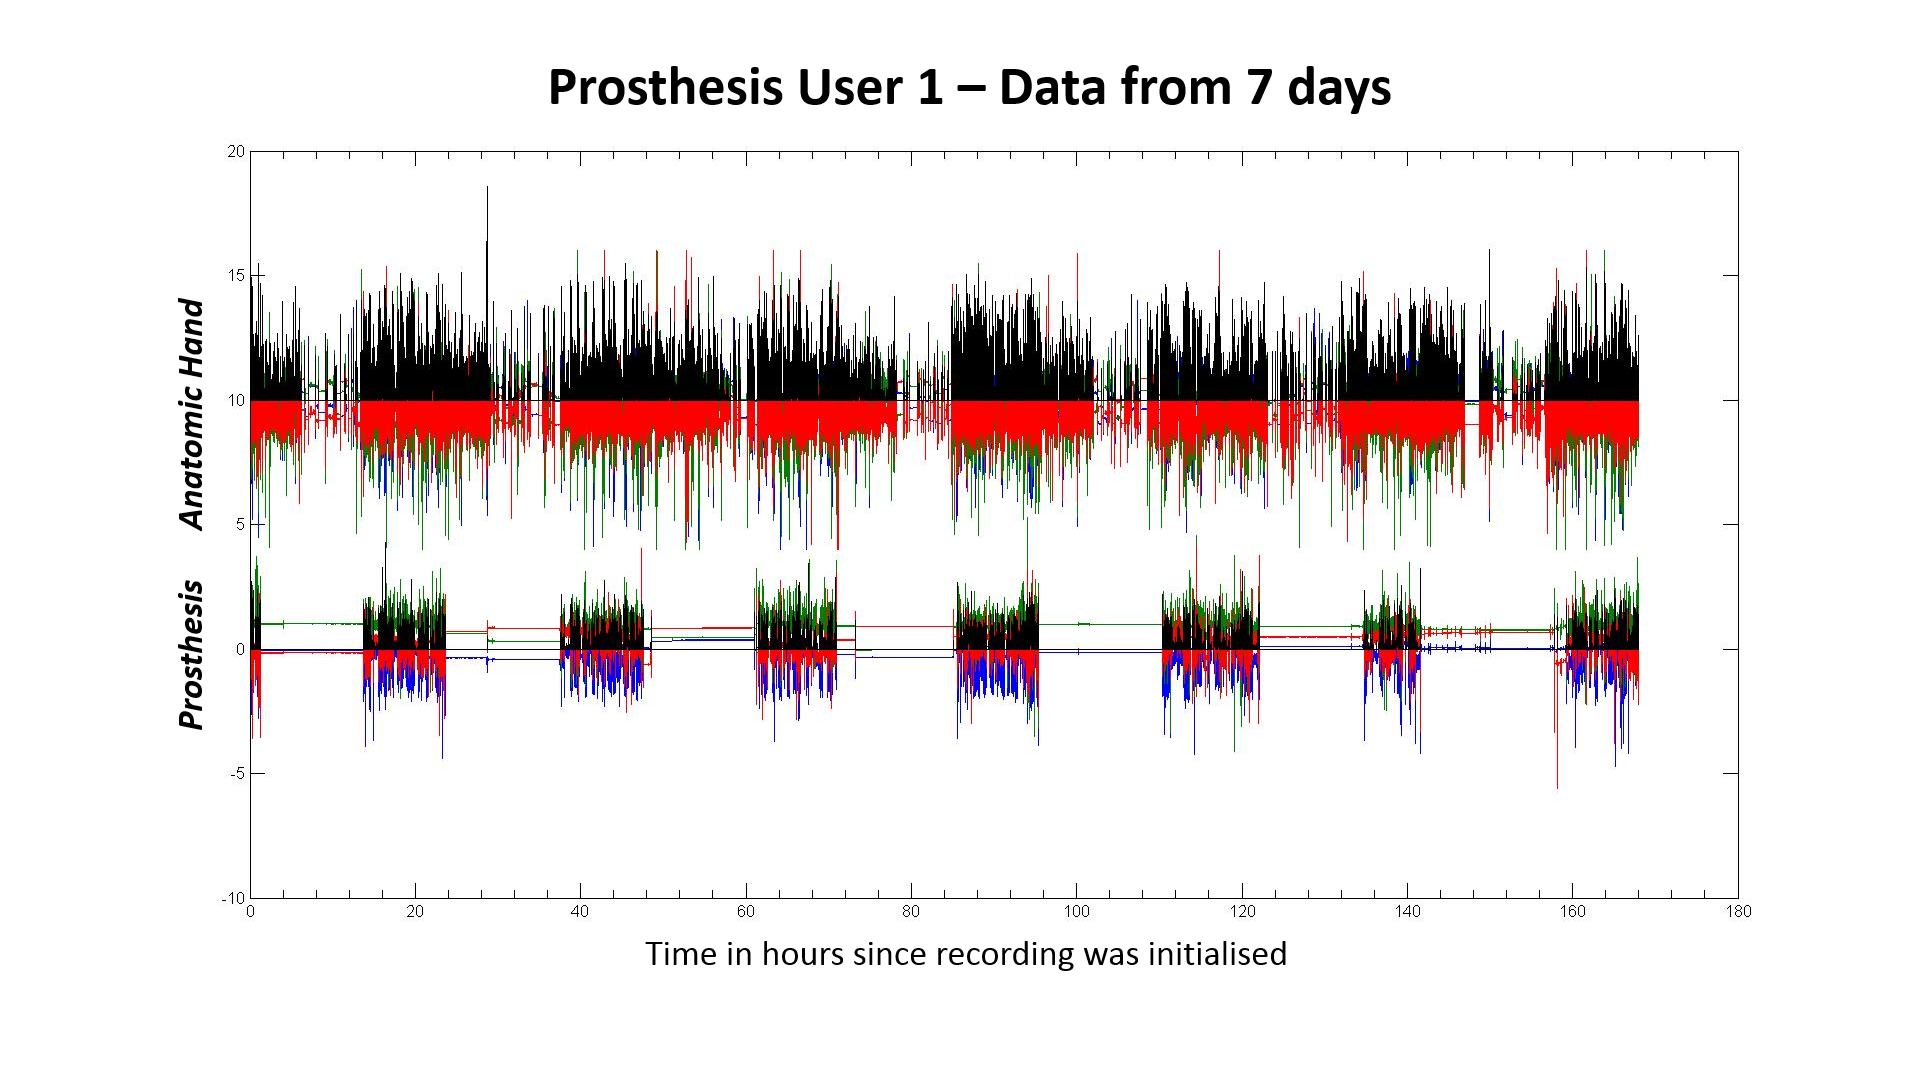 Prosthesis User 1 – Data from 7 days
20
15
10
5
0
-5
-10
Anatomic Hand
Prosthesis
0 20 40 60 80 100 120 140 160 180
Time in hours since recording was initialised